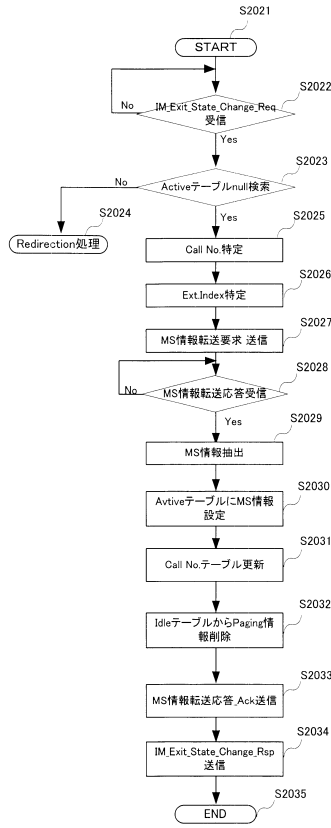 S2021
START
S2022
IM_Exit_State_Change_Req
受信
No
Yes
S2023
Activeテーブルnull検索
No
Yes
S2024
Redirection処理
S2025
Call No.特定
S2026
Ext.Index特定
S2027
MS情報転送要求 送信
S2028
MS情報転送応答受信
No
Yes
S2029
MS情報抽出
S2030
AvtiveテーブルにMS情報
設定
S2031
Call No.テーブル更新
S2032
IdleテーブルからPaging情
報削除
S2033
MS情報転送応答_Ack送信
S2034
IM_Exit_State_Change_Rsp
送信
S2035
END